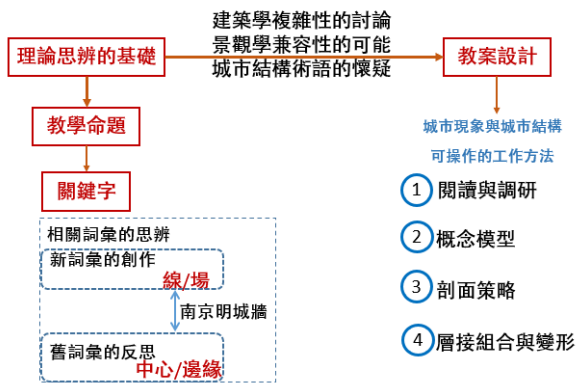 建築學複雜性的討論
景觀學兼容性的可能
城市結構術語的懷疑
理論思辨的基礎
教案設計
教學命題
城市現象與城市結構
可操作的工作方法
關鍵字
1 閱讀與調研
2 概念模型
3 剖面策略
4 層接組合與變形
相關詞彙的思辨
新詞彙的創作
線/場
南京明城牆
舊詞彙的反思
中心/邊緣